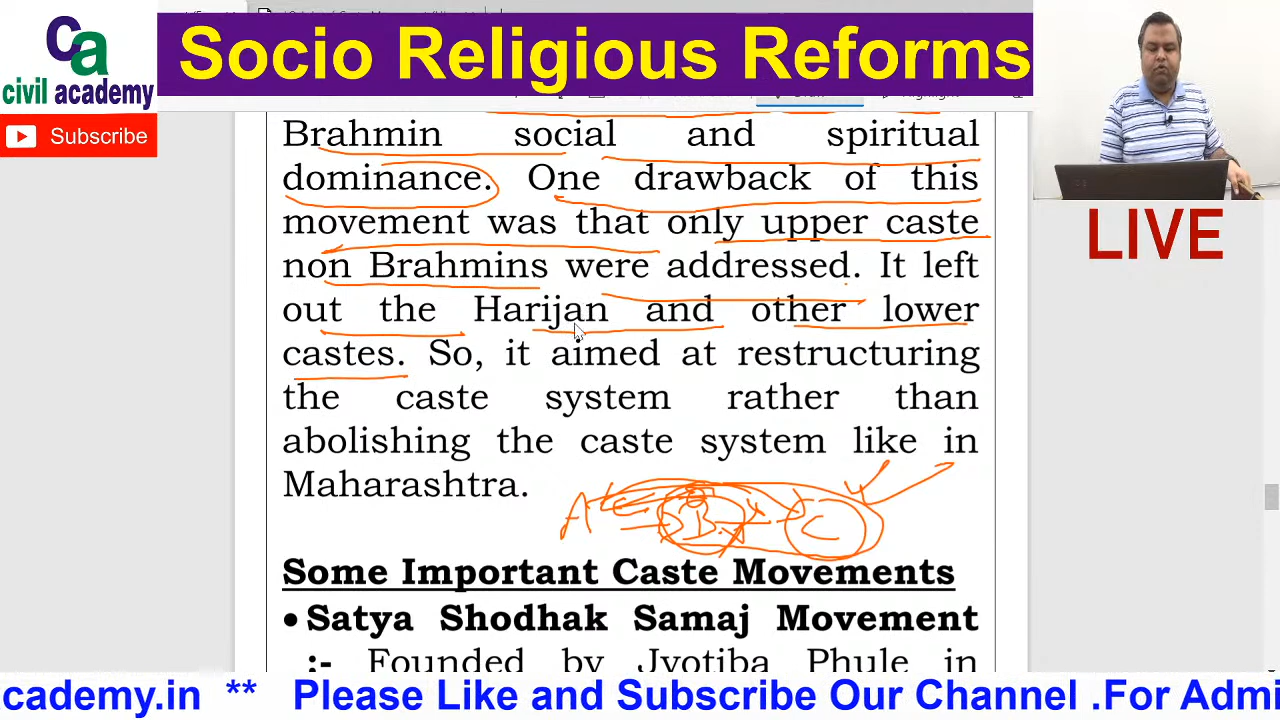 ca
civil academy
Subscribe
Socio Religious Reforms
LIVE
Brahmin social and spiritual
dominance. One drawback of this
movement was that only upper caste
non Brahmins were addressed. It left
out the Harijan and other lower
castes. So, it aimed at restructuring
the caste system rather than
abolishing the caste system like in
Maharashtra.
A B C
Some Important Caste Movements
• Satya Shodhak Samaj Movement
:- Founded by Jyotiba Phule in
cademy.in ** Please Like and Subscribe Our Channel .For Admi